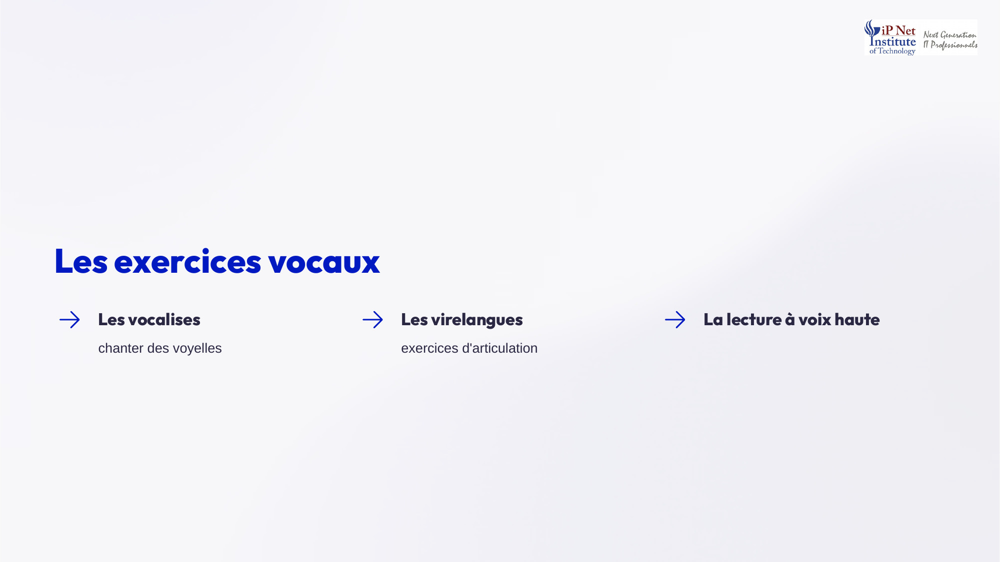 iP Net
Institute
of Technology
Next Generation
IT Professionnels
Les exercices vocaux
Les vocalises
chanter des voyelles
Les virelangues
exercices d'articulation
La lecture à voix haute